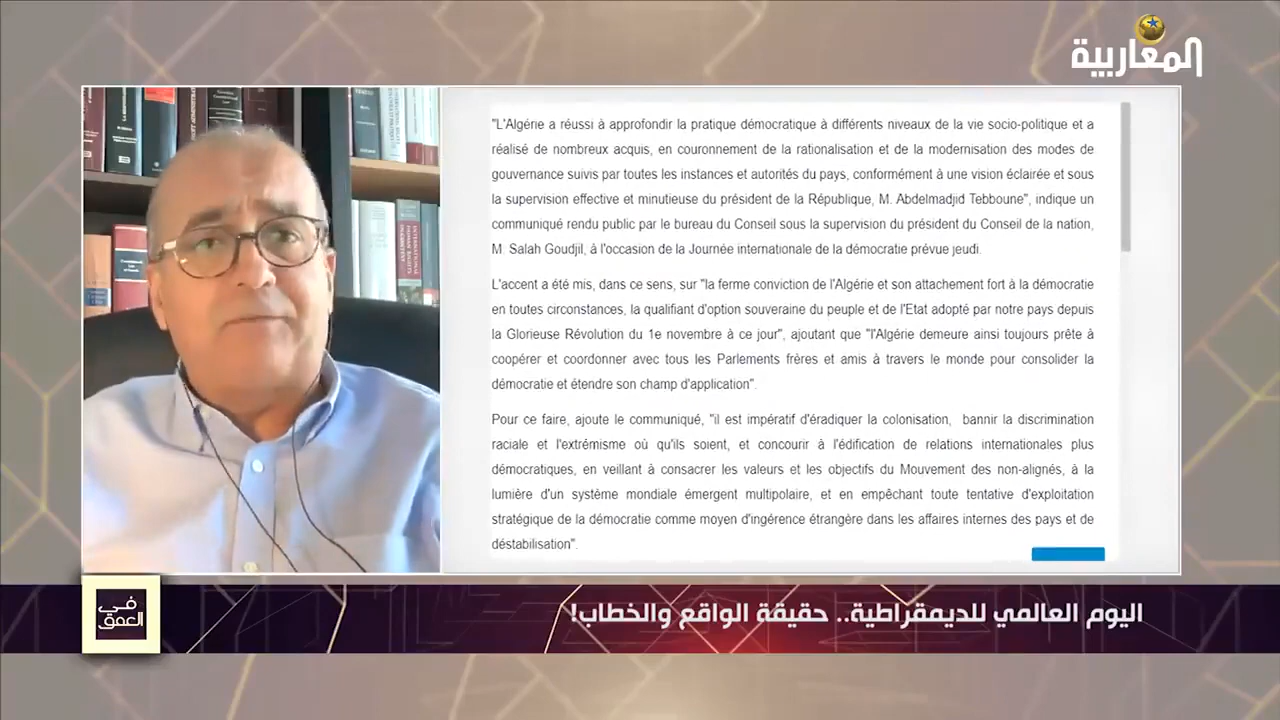 المغاربية
"L'Algérie a réussi à approfondir la pratique démocratique à différents niveaux de la vie socio-politique et a
réalisé de nombreux acquis, en couronnement de la rationalisation et de la modernisation des modes de
gouvernance suivis par toutes les instances et autorités du pays, conformément à une vision éclairée et sous
la supervision effective et minutieuse du président de la République, M. Abdelmadjid Tebboune", indique un
communiqué rendu public par le bureau du Conseil sous la supervision du président du Conseil de la nation,
M. Salah Goudjil, à l'occasion de la Journée internationale de la démocratie prévue jeudi.
L'accent a été mis, dans ce sens, sur "la ferme conviction de l'Algérie et son attachement fort à la démocratie
en toutes circonstances, la qualifiant d'option souveraine du peuple et de l'Etat adopté par notre pays depuis
la Glorieuse Révolution du 1e novembre à ce jour", ajoutant que "l'Algérie demeure ainsi toujours prête à
coopérer et coordonner avec tous les Parlements frères et amis à travers le monde pour consolider la
démocratie et étendre son champ d'application".
Pour ce faire, ajoute le communiqué, "il est impératif d'éradiquer la colonisation, bannir la discrimination
raciale et l'extrémisme où qu'ils soient, et concourir à l'édification de relations internationales plus
démocratiques, en veillant à consacrer les valeurs et les objectifs du Mouvement des non-alignés, à la
lumière d'un système mondiale émergent multipolaire, et en empêchant toute tentative d'exploitation
stratégique de la démocratie comme moyen d'ingérence étrangère dans les affaires internes des pays et de
déstabilisation".
اليوم العالمي للديمقراطية.. حقيقة الواقع والخطاب!
في
العمق